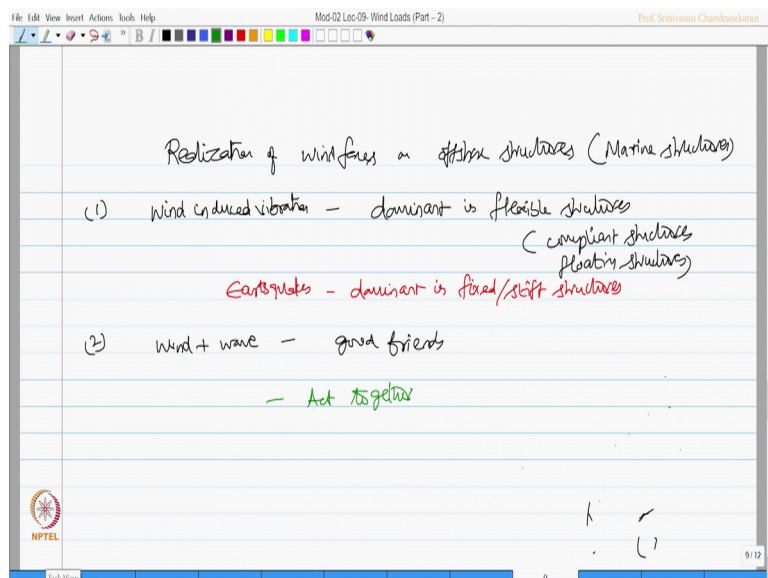 File Edit View Insert Actions Tools Help
Mod-02 Lec-09- Wind Loads (Part – 2)
Prof. Srinivasan Chandrasekaran
B I
Realization of wind forces on offshore structures (Marine structures)
(1) wind induced vibration – dominant is flexible structures
( compliant structures
floating structures)
Earthquakes – dominant is fixed/stiff structures
(2) wind + wave – good friends
– Act together
NPTEL
9/12